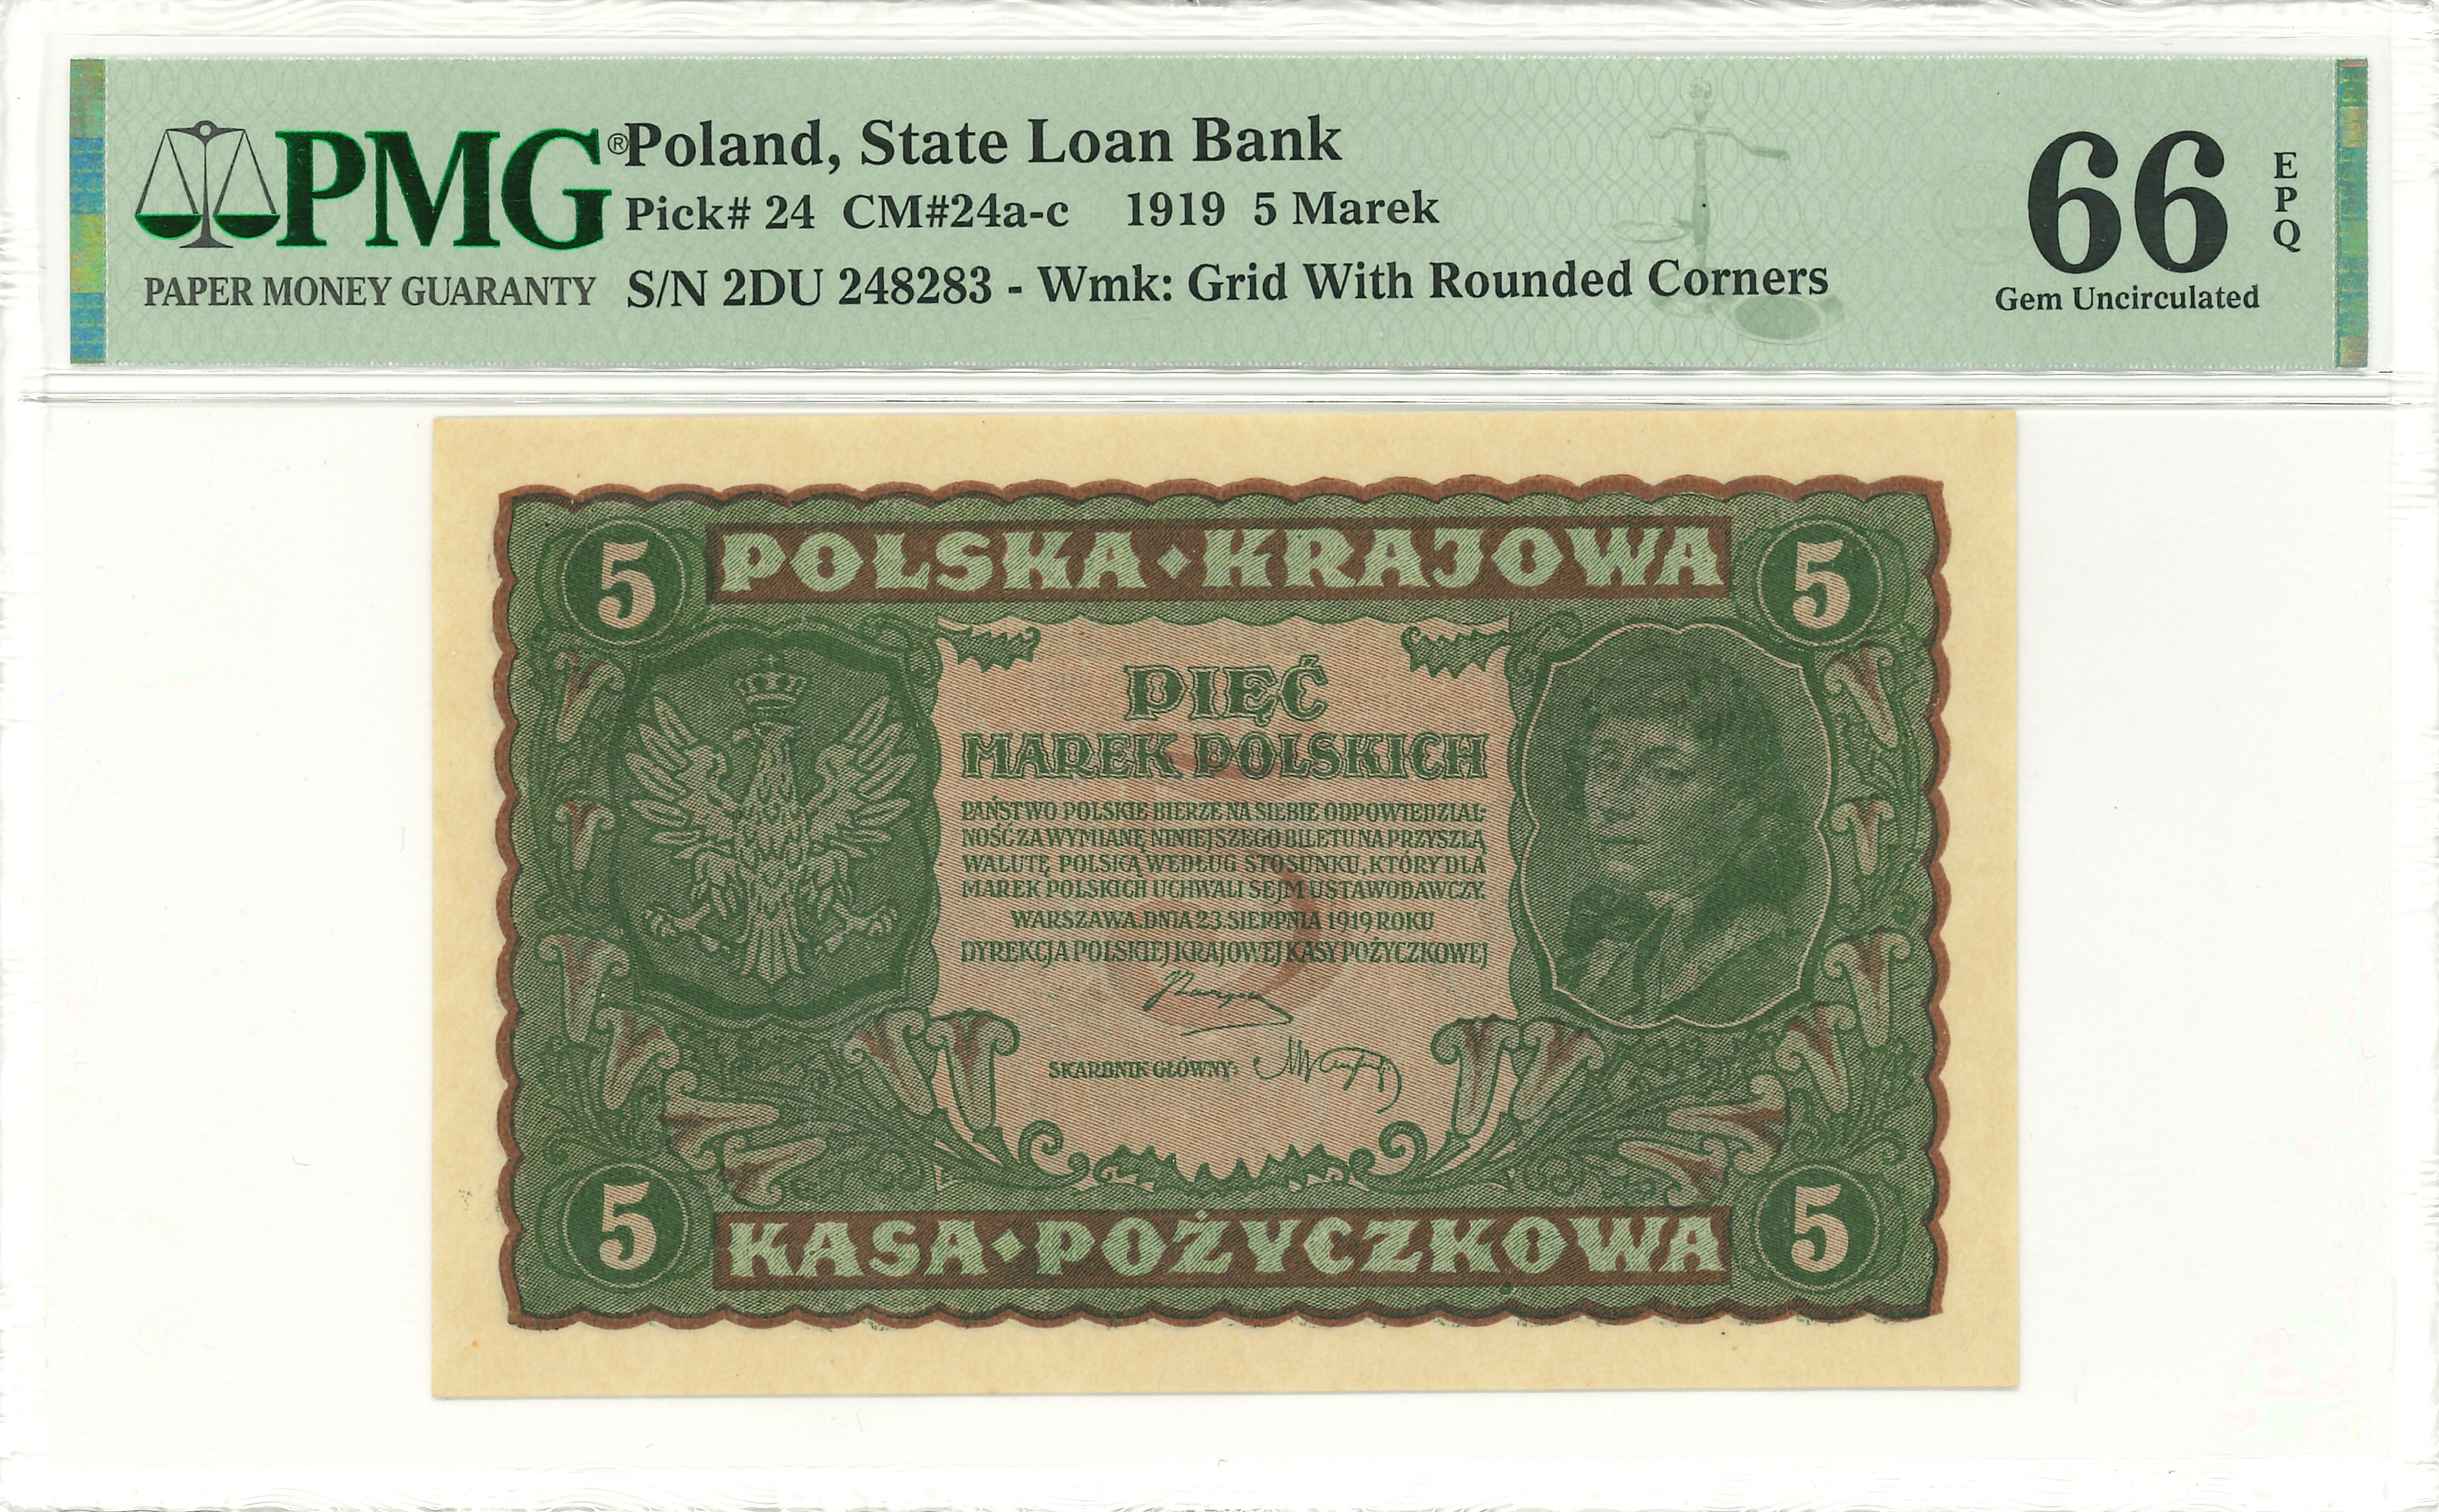 PMG®
PAPER MONEY GUARANTY
Poland, State Loan Bank
Pick# 24 CM#24a-c 1919 5 Marek
S/N 2DU 248283 - Wmk: Grid With Rounded Corners
66
EPQ
Gem Uncirculated
5 POLSKA·KRAJOWA 5
PIĘĆ
MAREK POLSKICH
PAŃSTWO POLSKIE BIERZE NA SIEBIE ODPOWIEDZIAL-
NOŚĆ ZA WYMIANĘ NINIEJSZEGO BILETU NA PRZYSZŁĄ
WALUTĘ POLSKĄ WEDŁUG STOSUNKU, KTÓRY DLA
MAREK POLSKICH UCHWALI SEJM USTAWODAWCZY.
WARSZAWA.DNIA 23.SIERPNIA 1919 ROKU
DYREKCJA POLSKIEJ KRAJOWEJ KASY POŻYCZKOWEJ
SKARBNIK GŁÓWNY:
5 KASA·POŻYCZKOWA 5